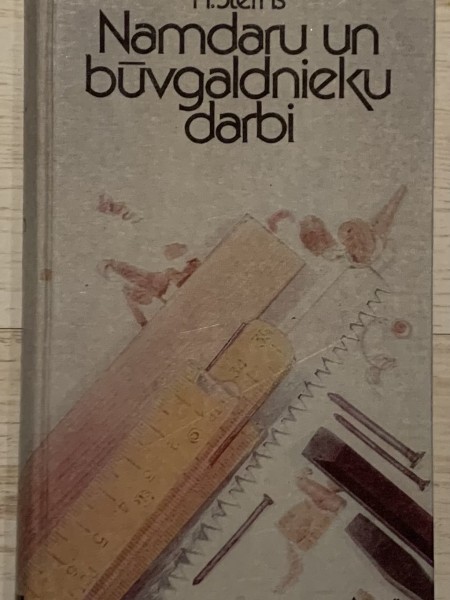 Namdaru un
būvgaldnieku
darbi